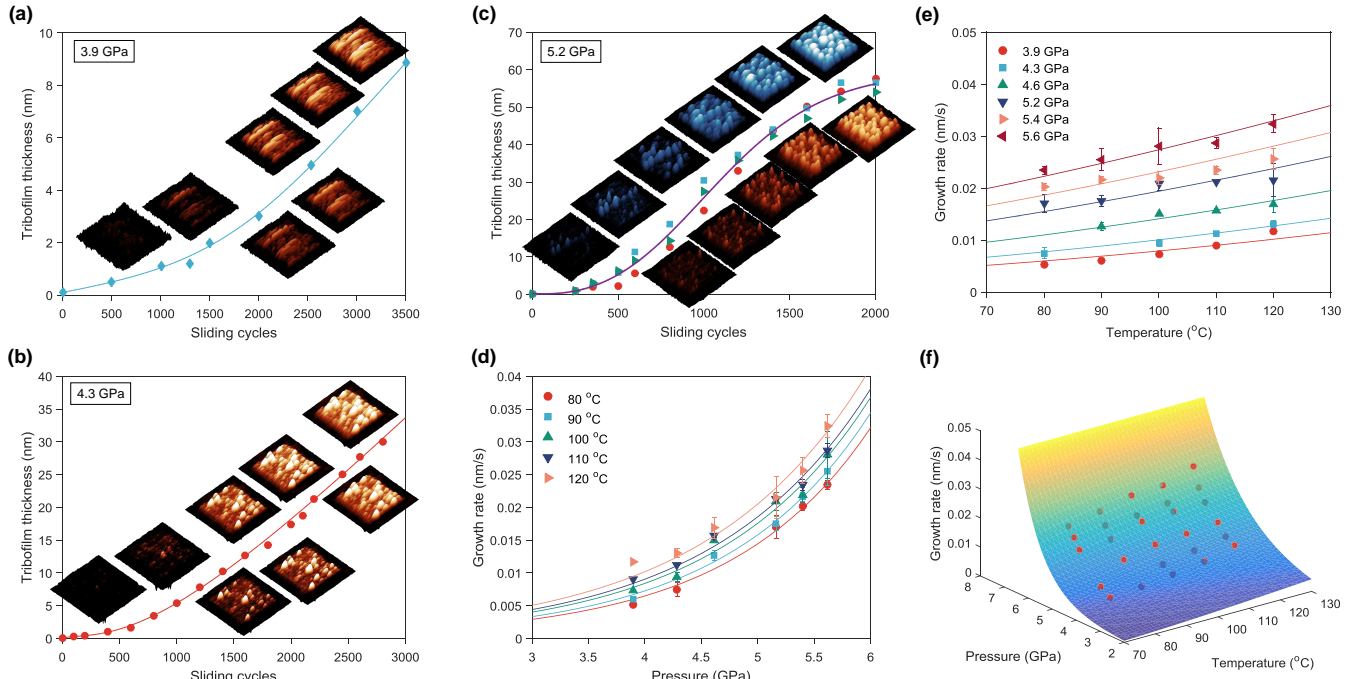 (a)
3.9 GPa
Tribofilm thickness (nm)
10
8
6
4
2
0
0 500 1000 1500 2000 2500 3000 3500
Sliding cycles
(b)
4.3 GPa
Tribofilm thickness (nm)
40
35
30
25
20
15
10
5
0
0 500 1000 1500 2000 2500 3000
Sliding cycles
(c)
5.2 GPa
Tribofilm thickness (nm)
70
60
50
40
30
20
10
0
0 500 1000 1500 2000
Sliding cycles
(d)
80 °C
90 °C
100 °C
110 °C
120 °C
Growth rate (nm/s)
0.04
0.035
0.03
0.025
0.02
0.015
0.01
0.005
0
3 3.5 4 4.5 5 5.5 6
Pressure (GPa)
(e)
3.9 GPa
4.3 GPa
4.6 GPa
5.2 GPa
5.4 GPa
5.6 GPa
Growth rate (nm/s)
0.05
0.04
0.03
0.02
0.01
0
70 80 90 100 110 120 130
Temperature (°C)
(f)
Growth rate (nm/s)
0.05
0.04
0.03
0.02
0.01
0
8 7 6 5 4 3 2
Pressure (GPa)
70 80 90 100 110 120 130
Temperature (°C)